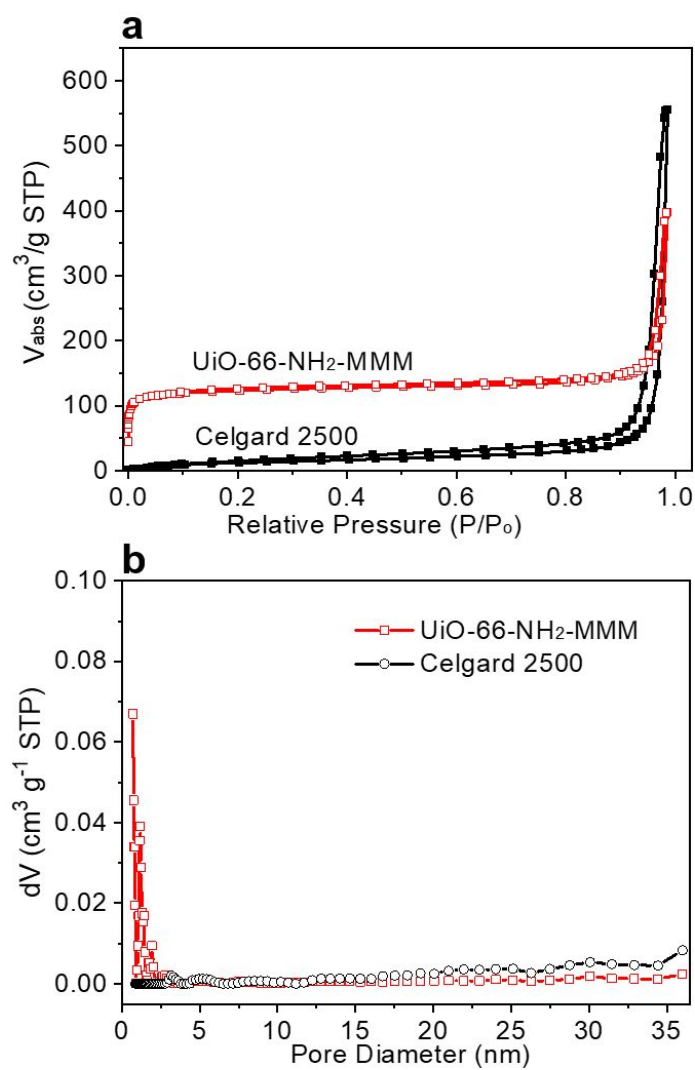 a
600
500
400
300
200
100
0
V_abs (cm³/g STP)
UiO-66-NH₂-MMM
Celgard 2500
0.0 0.2 0.4 0.6 0.8 1.0
Relative Pressure (P/P₀)
b
0.10
0.08
0.06
0.04
0.02
0.00
dV (cm³ g⁻¹ STP)
UiO-66-NH₂-MMM
Celgard 2500
0 5 10 15 20 25 30 35
Pore Diameter (nm)